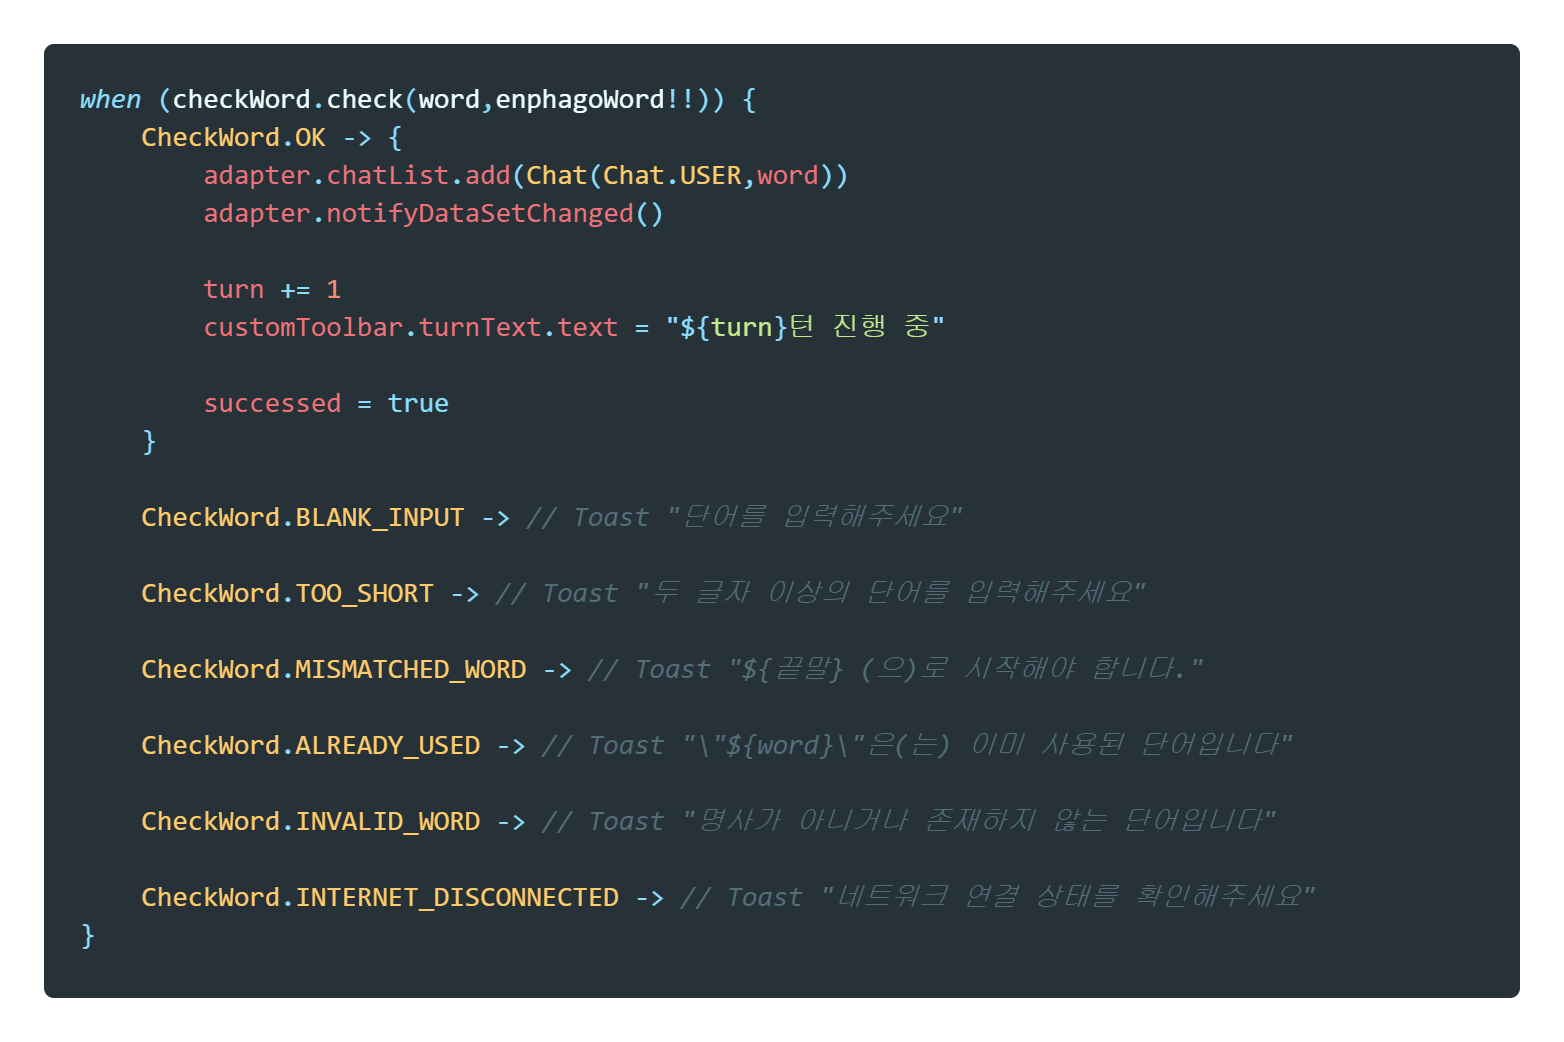 when (checkWord.check(word,enphagoWord!!)) {
    CheckWord.OK -> {
        adapter.chatList.add(Chat(Chat.USER,word))
        adapter.notifyDataSetChanged()

        turn += 1
        customToolbar.turnText.text = "${turn}턴 진행 중"

        successed = true
    }

    CheckWord.BLANK_INPUT -> // Toast "단어를 입력해주세요"

    CheckWord.TOO_SHORT -> // Toast "두 글자 이상의 단어를 입력해주세요"

    CheckWord.MISMATCHED_WORD -> // Toast "${끝말} (으)로 시작해야 합니다."

    CheckWord.ALREADY_USED -> // Toast "\"${word}\"은(는) 이미 사용된 단어입니다"

    CheckWord.INVALID_WORD -> // Toast "명사가 아니거나 존재하지 않는 단어입니다"

    CheckWord.INTERNET_DISCONNECTED -> // Toast "네트워크 연결 상태를 확인해주세요"
}